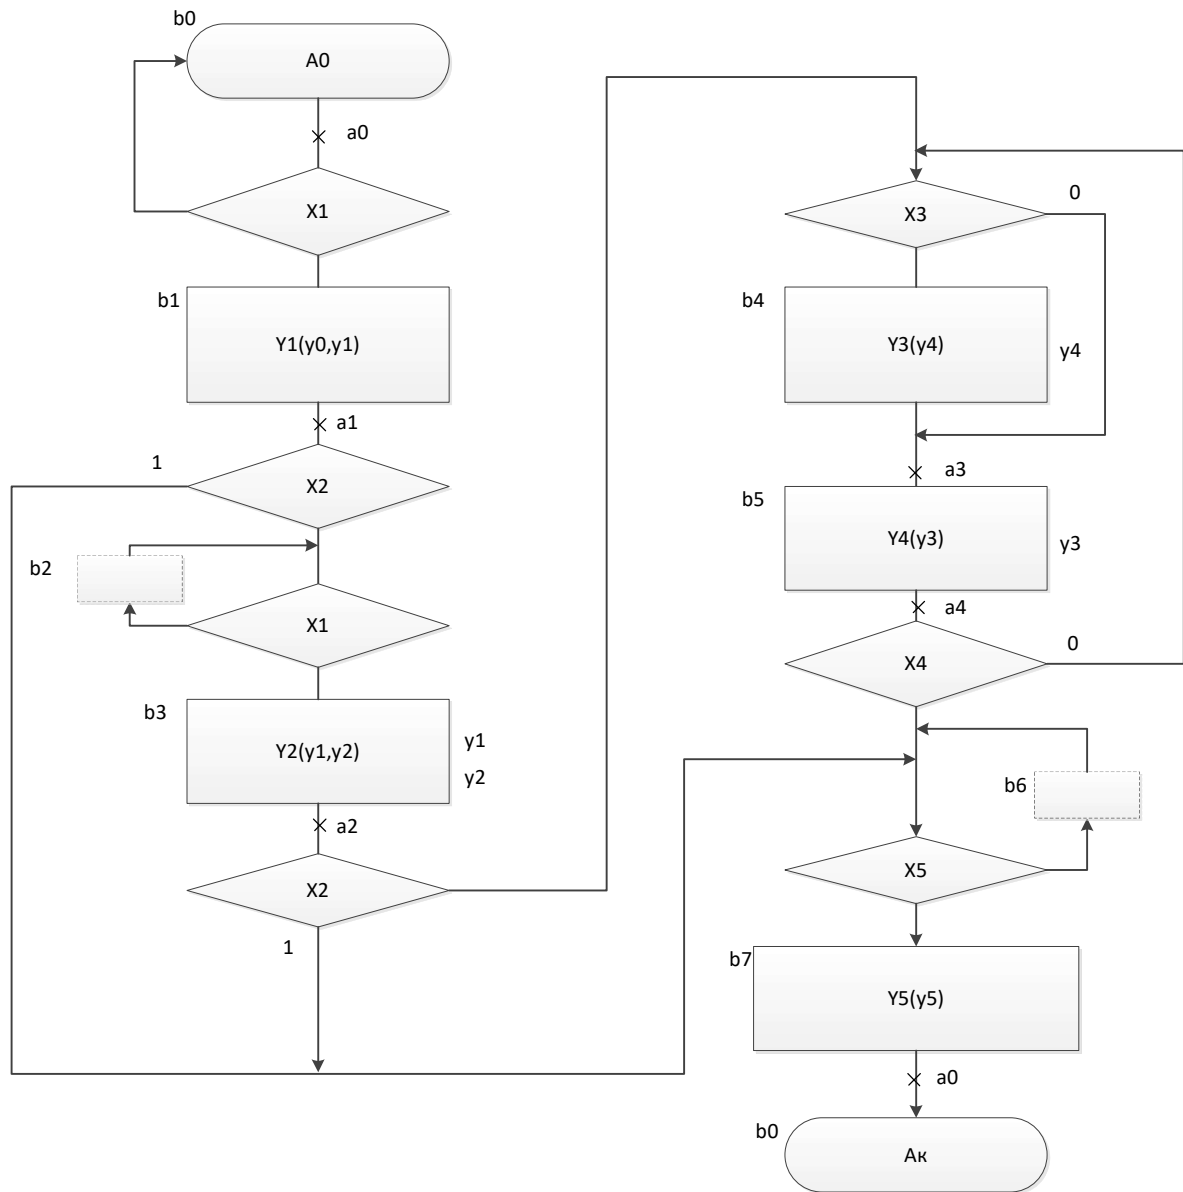 b0
A0
a0
X1
b1
Y1(y0,y1)
a1
1
X2
b2
X1
b3
Y2(y1,y2)
y1
y2
a2
X2
1
X3
0
b4
Y3(y4)
y4
a3
b5
Y4(y3)
y3
a4
X4
0
b6
X5
b7
Y5(y5)
a0
b0
Ак